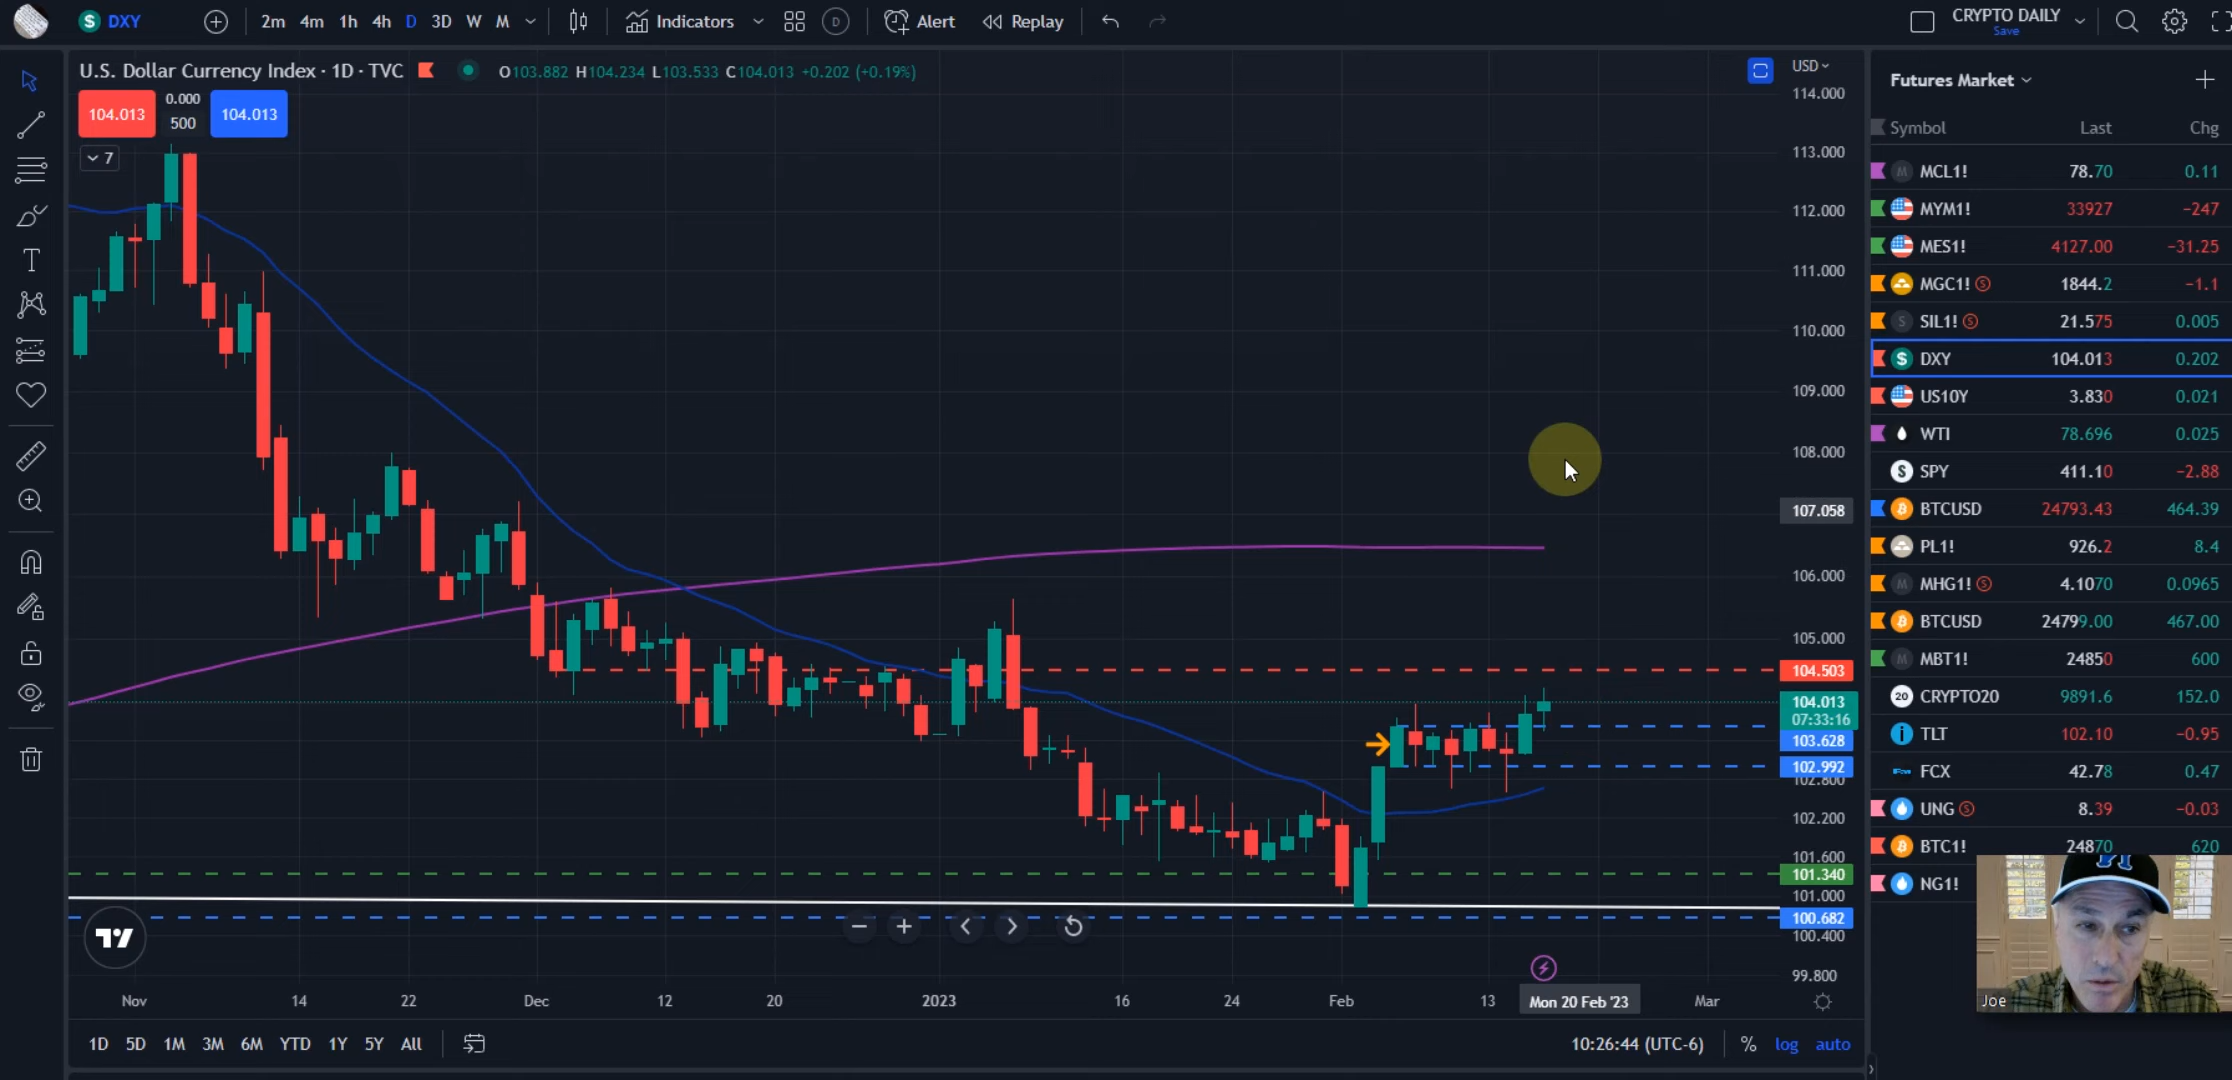 DXY 2m 4m 1h 4h D 3D W M Indicators D Alert Replay CRYPTO DAILY
Save
U.S. Dollar Currency Index · 1D · TVC O103.882 H104.234 L103.533 C104.013 +0.202 (+0.19%)
104.013 0.000 104.013
500
7
USD
114.000
113.000
112.000
111.000
110.000
109.000
108.000
107.058
106.000
105.000
104.503
104.013
07:33:16
103.628
102.992
102.800
102.200
101.600
101.340
101.000
100.682
100.400
99.800
Nov 14 22 Dec 12 20 2023 16 24 Feb 13 Mon 20 Feb '23 Mar
1D 5D 1M 3M 6M YTD 1Y 5Y All 10:26:44 (UTC-6) % log auto
Futures Market
Symbol Last Chg
MCL1! 78.70 0.11
MYM1! 33927 −247
MES1! 4127.00 −31.25
MGC1! S 1844.2 −1.1
SIL1! S 21.575 0.005
DXY 104.013 0.202
US10Y 3.830 0.021
WTI 78.696 0.025
SPY 411.10 −2.88
BTCUSD 24793.43 464.39
PL1! 926.2 8.4
MHG1! S 4.1070 0.0965
BTCUSD 24799.00 467.00
MBT1! 24850 600
20 CRYPTO20 9891.6 152.0
TLT 102.10 −0.95
FCX 42.78 0.47
UNG S 8.39 −0.03
BTC1! 24870 620
NG1!
Joe